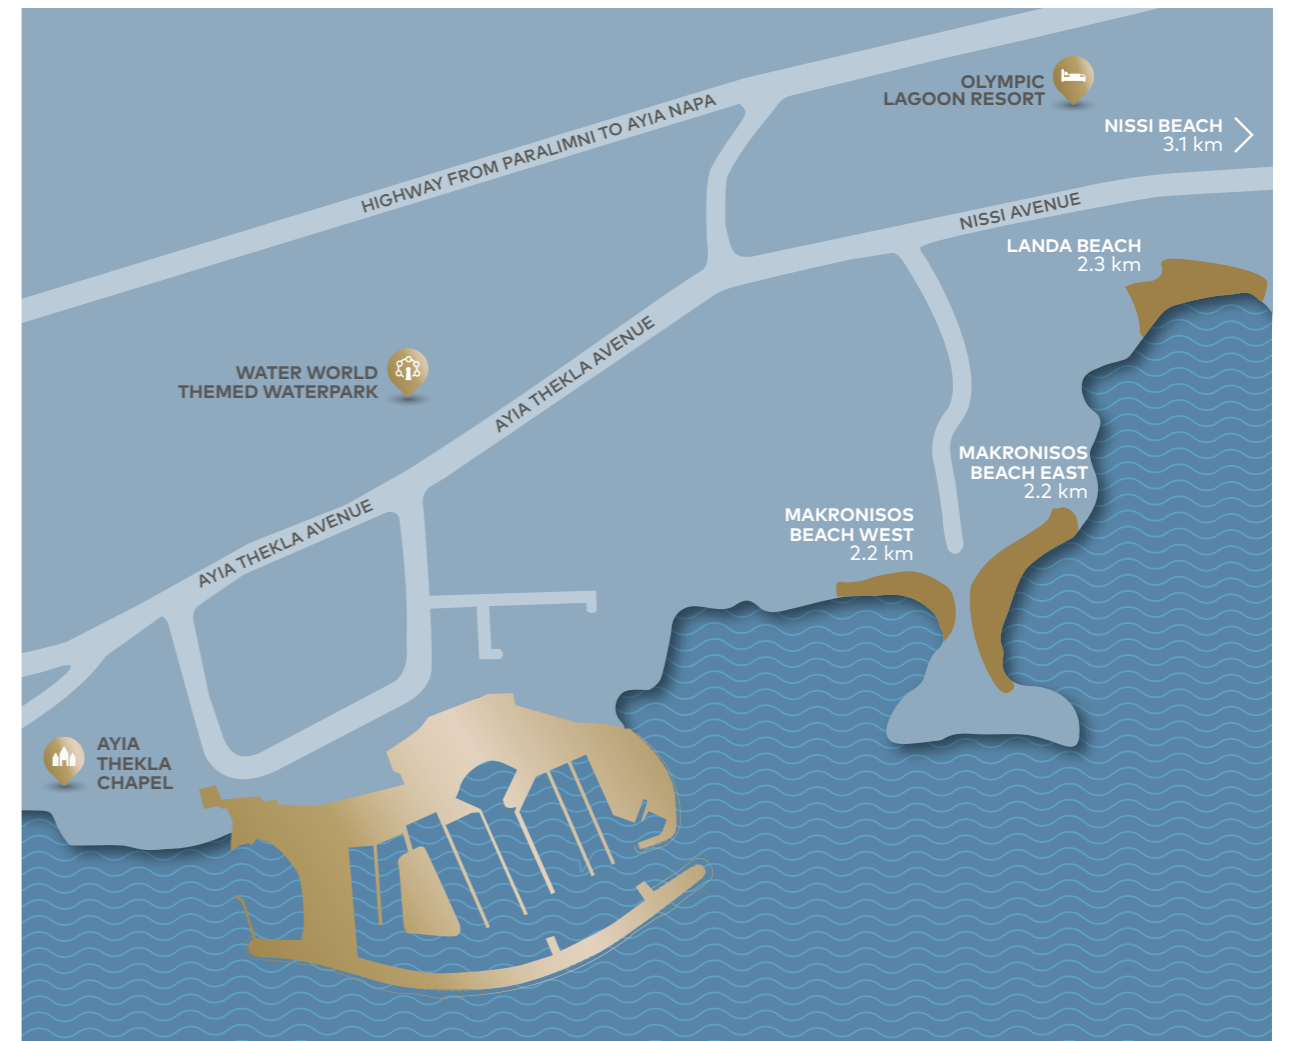 OLYMPIC
LAGOON RESORT
HIGHWAY FROM PARALIMNI TO AYIA NAPA
NISSI BEACH
3.1 km
NISSI AVENUE
LANDA BEACH
2.3 km
AYIA THEKLA AVENUE
WATER WORLD
THEMED WATERPARK
MAKRONISOS
BEACH EAST
2.2 km
MAKRONISOS
BEACH WEST
2.2 km
AYIA THEKLA AVENUE
AYIA
THEKLA
CHAPEL